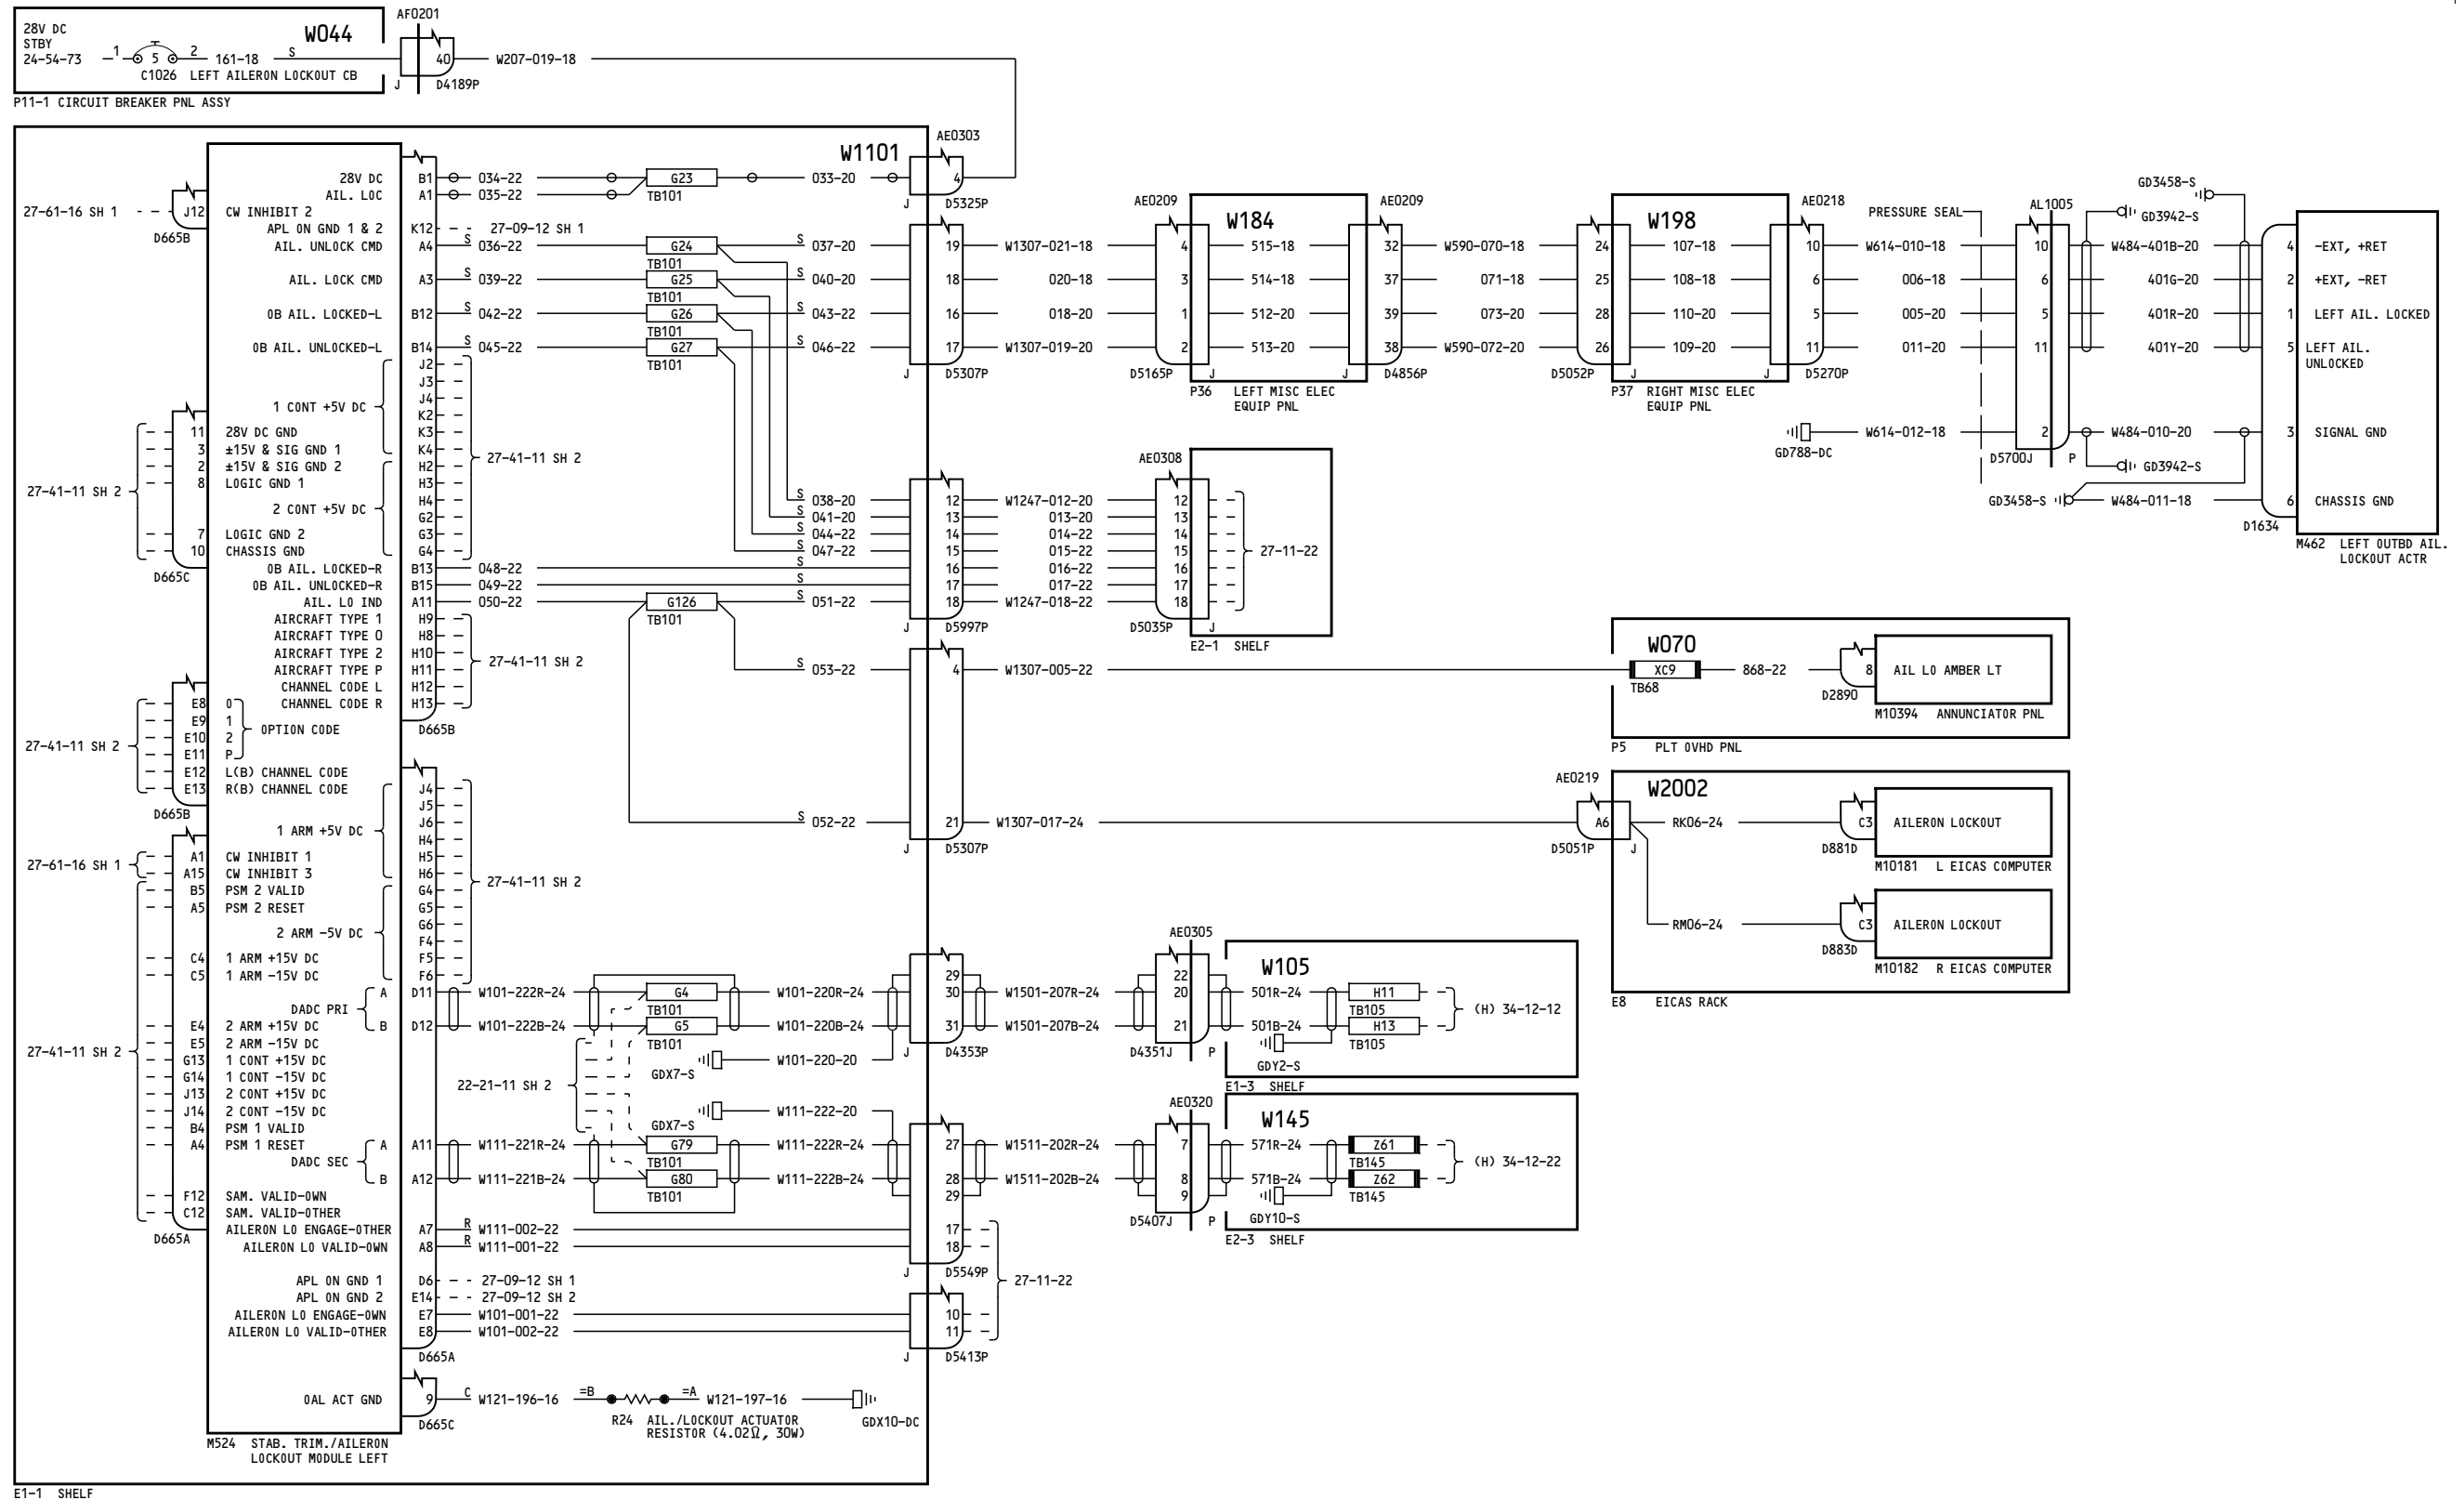 AF0201
28V DC
STBY
24-54-73
1
5
2
161-18
S
W044
C1026 LEFT AILERON LOCKOUT CB
40
W207-019-18
J
D4189P
P11-1 CIRCUIT BREAKER PNL ASSY
AE0303
W1101
28V DC B1 034-22 G23 033-20 4
AIL. LOC A1 035-22 TB101 J D5325P
27-61-16 SH 1 J12 CW INHIBIT 2
D665B
APL ON GND 1 & 2 K12 27-09-12 SH 1
AIL. UNLOCK CMD A4 S 036-22 G24 S 037-20 19 W1307-021-18 4 515-18 32 W590-070-18 24 107-18 10 W614-010-18 10 W484-401B-20 4 -EXT, +RET
TB101
AIL. LOCK CMD A3 S 039-22 G25 S 040-20 18 020-18 3 514-18 37 071-18 25 108-18 6 006-18 6 401G-20 2 +EXT, -RET
TB101
OB AIL. LOCKED-L B12 S 042-22 G26 S 043-22 16 018-20 1 512-20 39 073-20 28 110-20 5 005-20 5 401R-20 1 LEFT AIL. LOCKED
TB101
OB AIL. UNLOCKED-L B14 S 045-22 G27 S 046-22 17 W1307-019-20 2 513-20 38 W590-072-20 26 109-20 11 011-20 11 401Y-20 5 LEFT AIL.
UNLOCKED
TB101
J D5307P
AE0209
W184
AE0209
D5165P J J D4856P
P36 LEFT MISC ELEC
EQUIP PNL
W198
AE0218
D5052P J J D5270P
P37 RIGHT MISC ELEC
EQUIP PNL
PRESSURE SEAL
AL1005
GD3458-S
GD3942-S
GD788-DC
W614-012-18 2 W484-010-20 3 SIGNAL GND
D5700J P
GD3942-S
GD3458-S W484-011-18 6 CHASSIS GND
D1634
M462 LEFT OUTBD AIL.
LOCKOUT ACTR
J2
J3
J4
K2
K3
K4
1 CONT +5V DC
H2
H3
H4
G2
G3
G4
2 CONT +5V DC
27-41-11 SH 2
27-41-11 SH 2
11 28V DC GND
3 ±15V & SIG GND 1
2 ±15V & SIG GND 2
8 LOGIC GND 1
7 LOGIC GND 2
10 CHASSIS GND
D665C
AE0308
S 038-20 12 W1247-012-20 12
S 041-20 13 013-20 13
S 044-22 14 014-22 14
S 047-22 15 015-22 15 27-11-22
OB AIL. LOCKED-R B13 048-22 S 16 016-22 16
OB AIL. UNLOCKED-R B15 049-22 S 17 017-22 17
AIL. LO IND A11 050-22 G126 S 051-22 18 W1247-018-22 18
TB101
J D5997P
D5035P J
E2-1 SHELF
AIRCRAFT TYPE 1 H9
AIRCRAFT TYPE 0 H8
AIRCRAFT TYPE 2 H10
AIRCRAFT TYPE P H11
CHANNEL CODE L H12
CHANNEL CODE R H13
27-41-11 SH 2
D665B
S 053-22 4 W1307-005-22
W070
XC9 868-22 8 AIL LO AMBER LT
TB68
D2890
M10394 ANNUNCIATOR PNL
P5 PLT OVHD PNL
27-41-11 SH 2
E8 0
E9 1
E10 2
E11 P
OPTION CODE
E12 L(B) CHANNEL CODE
E13 R(B) CHANNEL CODE
D665B
J4
J5
J6
H4
H5
H6
1 ARM +5V DC
G4
G5
G6
F4
F5
F6
2 ARM -5V DC
27-41-11 SH 2
S 052-22 21 W1307-017-24
J D5307P
AE0219
W2002
A6 RK06-24 C3 AILERON LOCKOUT
D5051P J
D881D
M10181 L EICAS COMPUTER
RM06-24 C3 AILERON LOCKOUT
D883D
M10182 R EICAS COMPUTER
E8 EICAS RACK
27-61-16 SH 1
A1 CW INHIBIT 1
A15 CW INHIBIT 3
27-41-11 SH 2
B5 PSM 2 VALID
A5 PSM 2 RESET
C4 1 ARM +15V DC
C5 1 ARM -15V DC
E4 2 ARM +15V DC
E5 2 ARM -15V DC
G13 1 CONT +15V DC
G14 1 CONT -15V DC
J13 2 CONT +15V DC
J14 2 CONT -15V DC
B4 PSM 1 VALID
A4 PSM 1 RESET
F12 SAM. VALID-OWN
C12 SAM. VALID-OTHER
D665A
DADC PRI
A D11 W101-222R-24 G4 W101-220R-24 30 W1501-207R-24 20 501R-24 H11
TB101
TB105
B D12 W101-222B-24 G5 W101-220B-24 31 W1501-207B-24 21 501B-24 H13
TB101
TB105
29
22
AE0305
W105
(H) 34-12-12
GDX7-S W101-220-20
J D4353P
D4351J P
GDY2-S
E1-3 SHELF
22-21-11 SH 2
GDX7-S W111-222-20
AE0320
W145
DADC SEC
A A11 W111-221R-24 G79 W111-222R-24 27 W1511-202R-24 7 571R-24 Z61
TB101
TB145
B A12 W111-221B-24 G80 W111-222B-24 28 W1511-202B-24 8 571B-24 Z62
TB101
TB145
29
9
(H) 34-12-22
D5407J P
GDY10-S
E2-3 SHELF
AILERON LO ENGAGE-OTHER A7 R W111-002-22 17
AILERON LO VALID-OWN A8 R W111-001-22 18
J D5549P
27-11-22
APL ON GND 1 D6 27-09-12 SH 1
APL ON GND 2 E14 27-09-12 SH 2
AILERON LO ENGAGE-OWN E7 W101-001-22 10
AILERON LO VALID-OTHER E8 W101-002-22 11
D665A
J D5413P
OAL ACT GND 9 C W121-196-16 =B =A W121-197-16
D665C
R24 AIL./LOCKOUT ACTUATOR
RESISTOR (4.02Ω, 30W)
GDX10-DC
M524 STAB. TRIM./AILERON
LOCKOUT MODULE LEFT
E1-1 SHELF